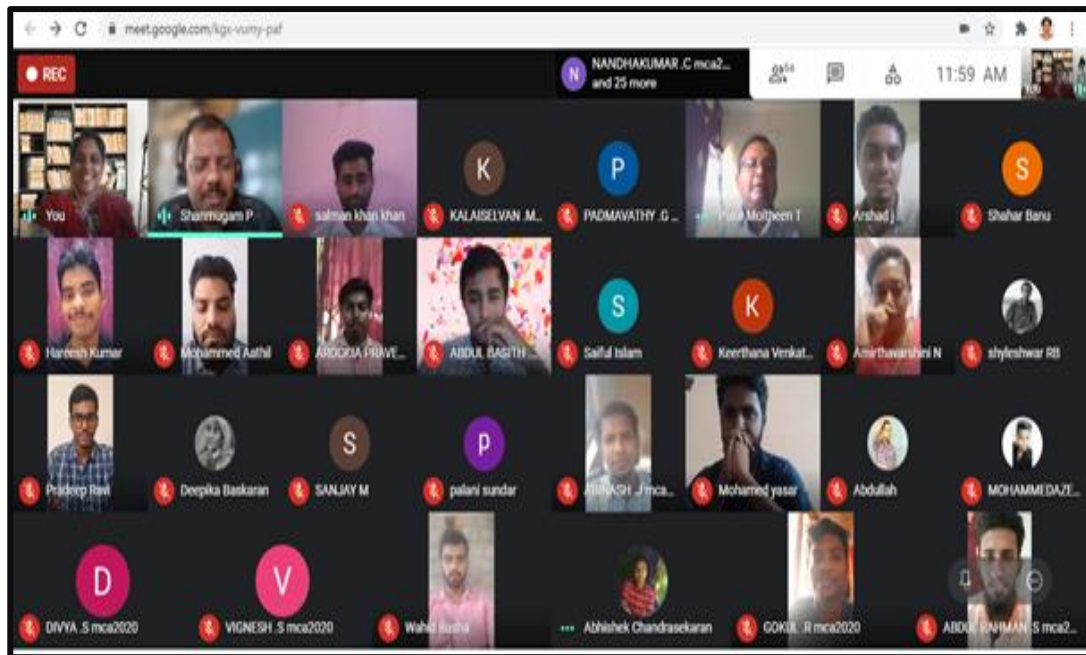 meet.google.com/kgx-vumy-paf
REC
N
NANDHAKUMAR .C mca2...
and 25 more
11:59 AM
You
You
Shanmugam P
salman khan khan
K
KALAISELVAN .M...
P
PADMAVATHY .G ...
Moitheen T
Arshad j
S
Shahar Banu
Hareesh Kumar
Mohammed Aathil
AROCKIA PRAVE...
ABDUL BASITH
S
Saiful Islam
K
Keerthana Venkat...
Amirthavarshini N
shyleshwar RB
Pradeep Ravi
Deepika Baskaran
S
SANJAY M
p
palani sundar
ABINASH .J mca...
Mohamed yasar
Abdullah
MOHAMMEDAZE...
D
DIVYA .S mca2020
V
VIGNESH .S mca2020
Wahid Basha
Abhishek Chandrasekaran
GOKUL .R mca2020
ABDUL RAHMAN .S mca2...